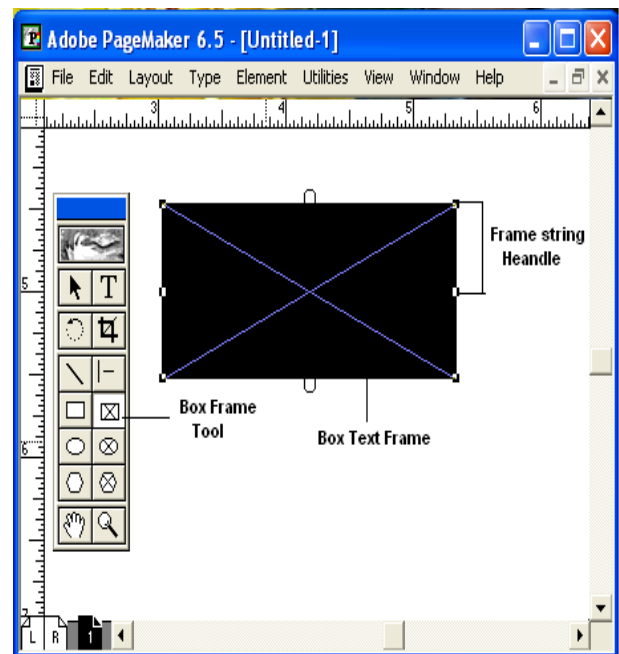 Adobe PageMaker 6.5 - [Untitled-1]
File Edit Layout Type Element Utilities View Window Help
3 4 5 6
Frame string
Heandle
5
T
Box Frame
Tool
Box Text Frame
6
7
L R 1